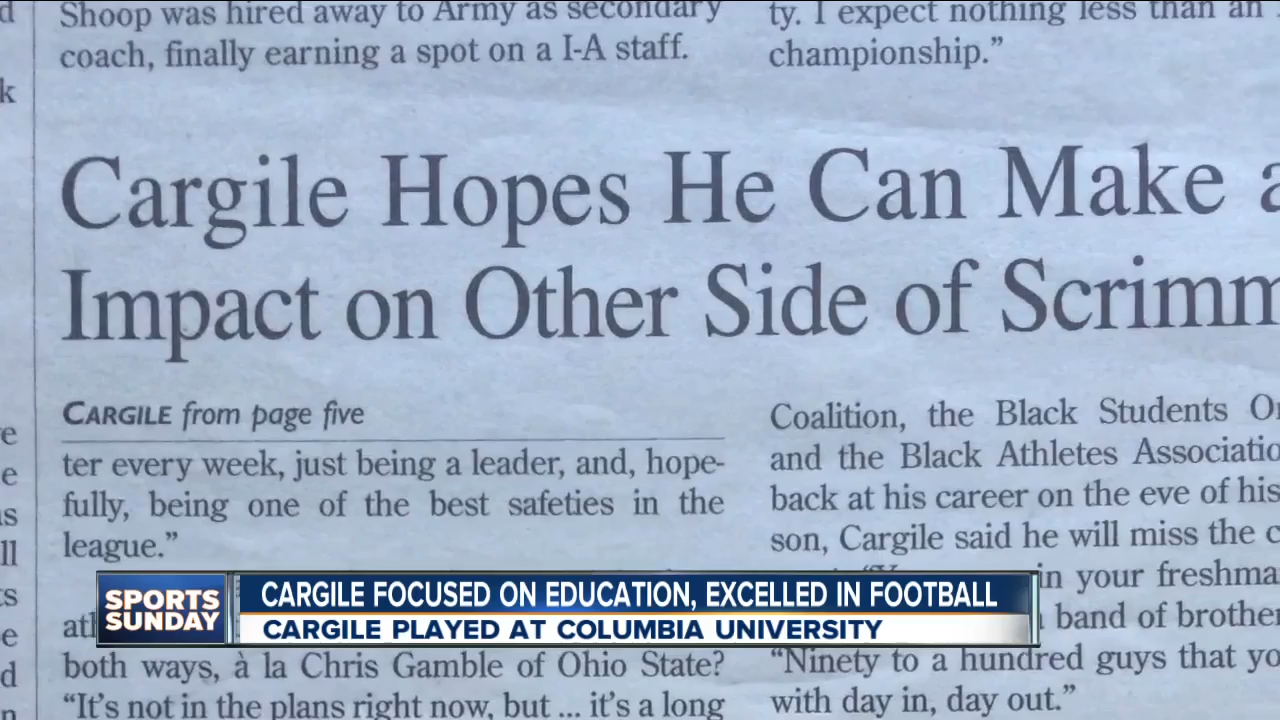 Shoop was hired away to Army as secondary
coach, finally earning a spot on a I-A staff.
ty. I expect nothing less than an
championship.”
Cargile Hopes He Can Make a
Impact on Other Side of Scrimm
CARGILE from page five
ter every week, just being a leader, and, hope-
fully, being one of the best safeties in the
league.”
both ways, à la Chris Gamble of Ohio State?
“It’s not in the plans right now, but ... it’s a long
Coalition, the Black Students O
and the Black Athletes Associatio
back at his career on the eve of his
son, Cargile said he will miss the c
in your freshma
band of brother
“Ninety to a hundred guys that yo
with day in, day out.”
SPORTS
SUNDAY
CARGILE FOCUSED ON EDUCATION, EXCELLED IN FOOTBALL
CARGILE PLAYED AT COLUMBIA UNIVERSITY